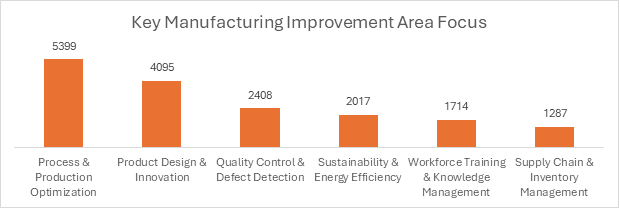 Key Manufacturing Improvement Area Focus
5399
4095
2408
2017
1714
1287
Process &
Production
Optimization
Product Design &
Innovation
Quality Control &
Defect Detection
Sustainability &
Energy Efficiency
Workforce Training
& Knowledge
Management
Supply Chain &
Inventory
Management